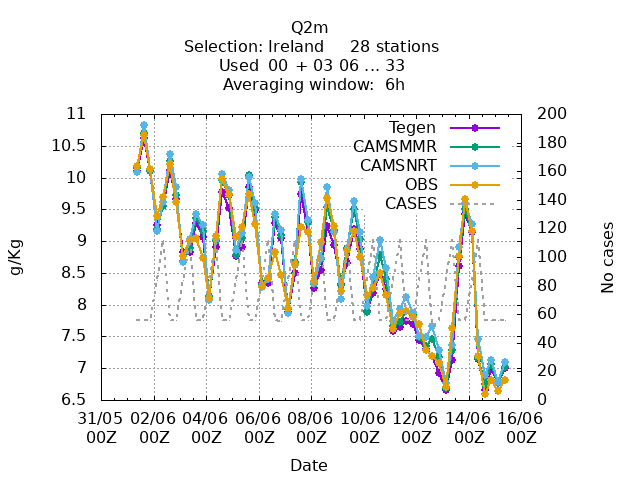 Q2m
Selection: Ireland 28 stations
Used 00 + 03 06 ... 33
Averaging window: 6h
11
10.5
10
9.5
9
8.5
8
7.5
7
6.5
g/Kg
200
180
160
140
120
100
80
60
40
20
0
No cases
Tegen
CAMSMMR
CAMSNRT
OBS
CASES
31/05 02/06 04/06 06/06 08/06 10/06 12/06 14/06 16/06
00Z 00Z 00Z 00Z 00Z 00Z 00Z 00Z 00Z
Date